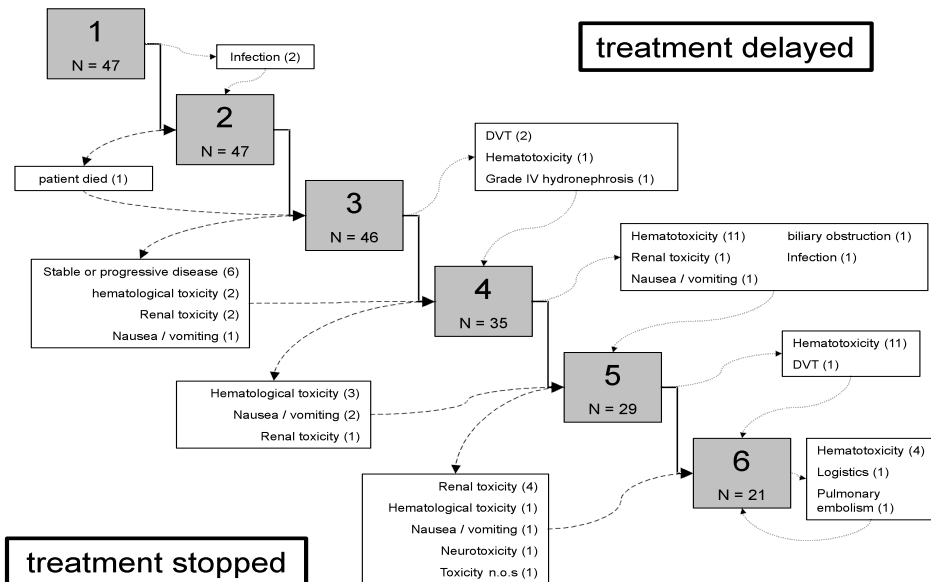 1
N = 47
treatment delayed
Infection (2)
2
N = 47
patient died (1)
DVT (2)
Hematotoxicity (1)
Grade IV hydronephrosis (1)
3
N = 46
Hematotoxicity (11) biliary obstruction (1)
Renal toxicity (1) Infection (1)
Nausea / vomiting (1)
Stable or progressive disease (6)
hematological toxicity (2)
Renal toxicity (2)
Nausea / vomiting (1)
4
N = 35
Hematotoxicity (11)
DVT (1)
Hematological toxicity (3)
Nausea / vomiting (2)
Renal toxicity (1)
5
N = 29
6
N = 21
Hematotoxicity (4)
Logistics (1)
Pulmonary
embolism (1)
Renal toxicity (4)
Hematological toxicity (1)
Nausea / vomiting (1)
Neurotoxicity (1)
Toxicity n.o.s (1)
treatment stopped